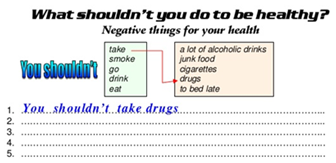 What shouldn't you do to be healthy?
Negative things for your health
You shouldn't
take
smoke
go
drink
eat
a lot of alcoholic drinks
junk food
cigarettes
drugs
to bed late
1. You shouldn't take drugs
2.
3.
4.
5.